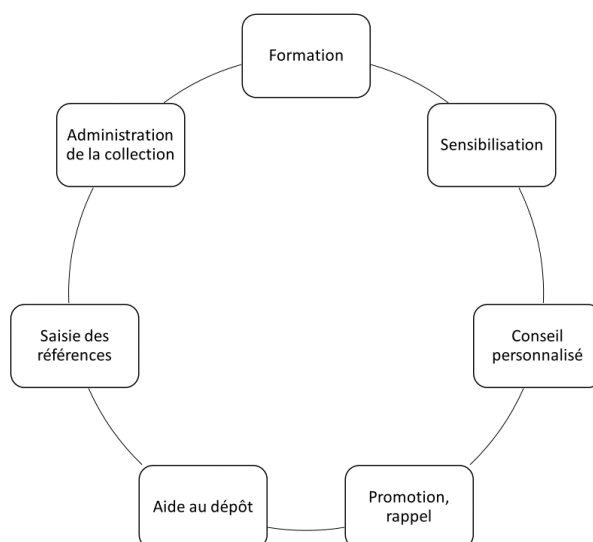 Formation
Sensibilisation
Conseil
personnalisé
Promotion,
rappel
Aide au dépôt
Saisie des
références
Administration
de la collection